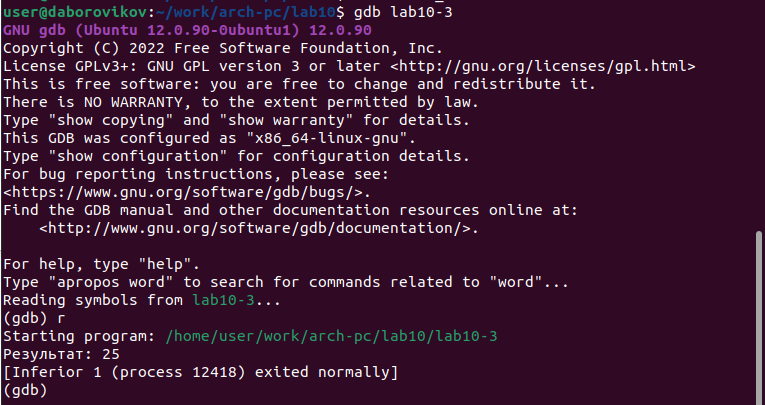 user@daborovikov:~/work/arch-pc/lab10$ gdb lab10-3
GNU gdb (Ubuntu 12.0.90-0ubuntu1) 12.0.90
Copyright (C) 2022 Free Software Foundation, Inc.
License GPLv3+: GNU GPL version 3 or later <http://gnu.org/licenses/gpl.html>
This is free software: you are free to change and redistribute it.
There is NO WARRANTY, to the extent permitted by law.
Type "show copying" and "show warranty" for details.
This GDB was configured as "x86_64-linux-gnu".
Type "show configuration" for configuration details.
For bug reporting instructions, please see:
<https://www.gnu.org/software/gdb/bugs/>.
Find the GDB manual and other documentation resources online at:
    <http://www.gnu.org/software/gdb/documentation/>.

For help, type "help".
Type "apropos word" to search for commands related to "word"...
Reading symbols from lab10-3...
(gdb) r
Starting program: /home/user/work/arch-pc/lab10/lab10-3
Результат: 25
[Inferior 1 (process 12418) exited normally]
(gdb)